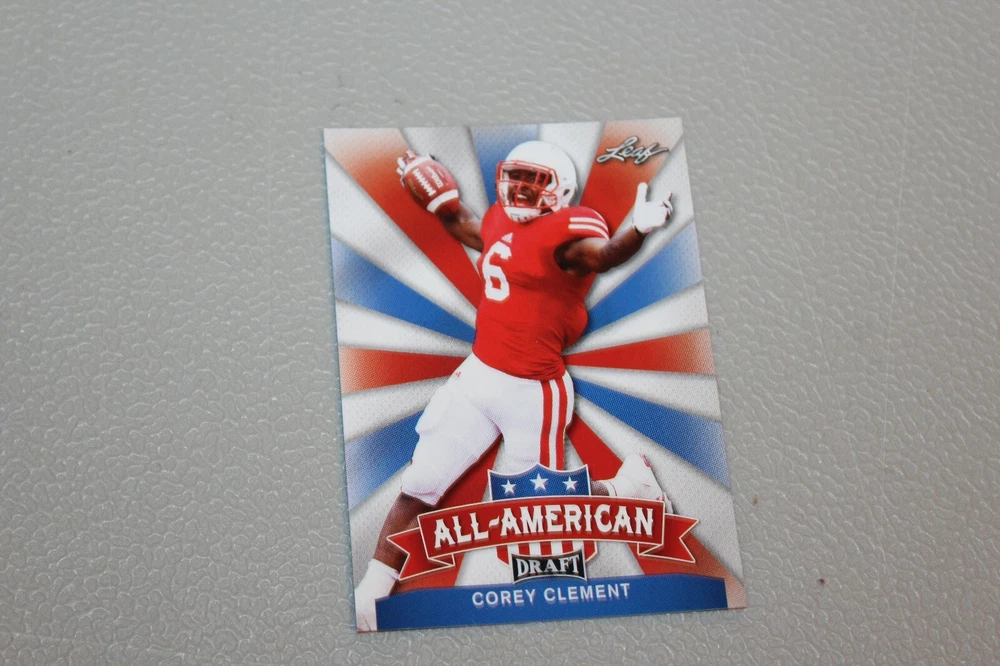 Leaf
6
ALL-AMERICAN
DRAFT
COREY CLEMENT